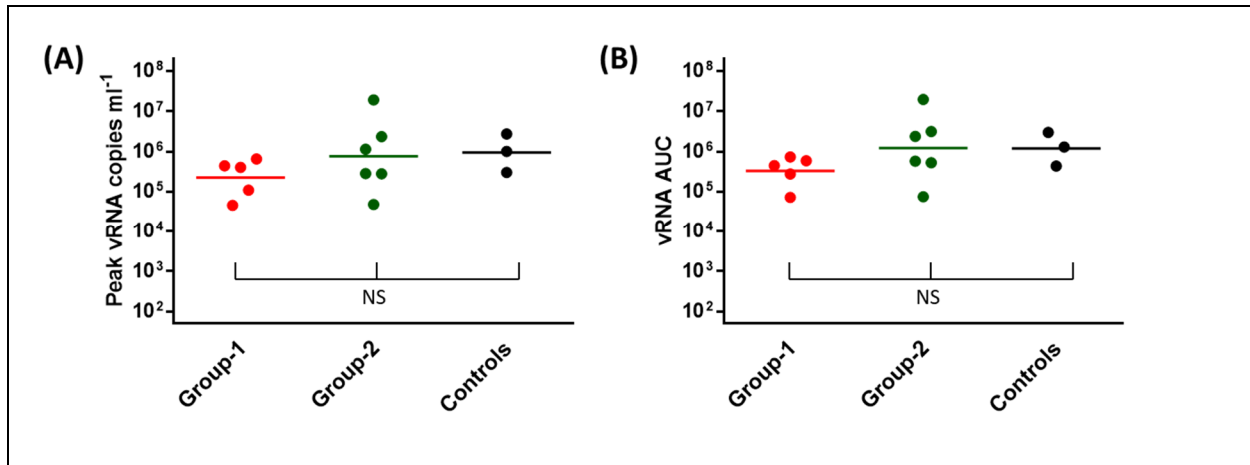 (A)
Peak vRNA copies ml⁻¹
10⁸
10⁷
10⁶
10⁵
10⁴
10³
10²
NS
Group-1
Group-2
Controls
(B)
vRNA AUC
10⁸
10⁷
10⁶
10⁵
10⁴
10³
10²
NS
Group-1
Group-2
Controls